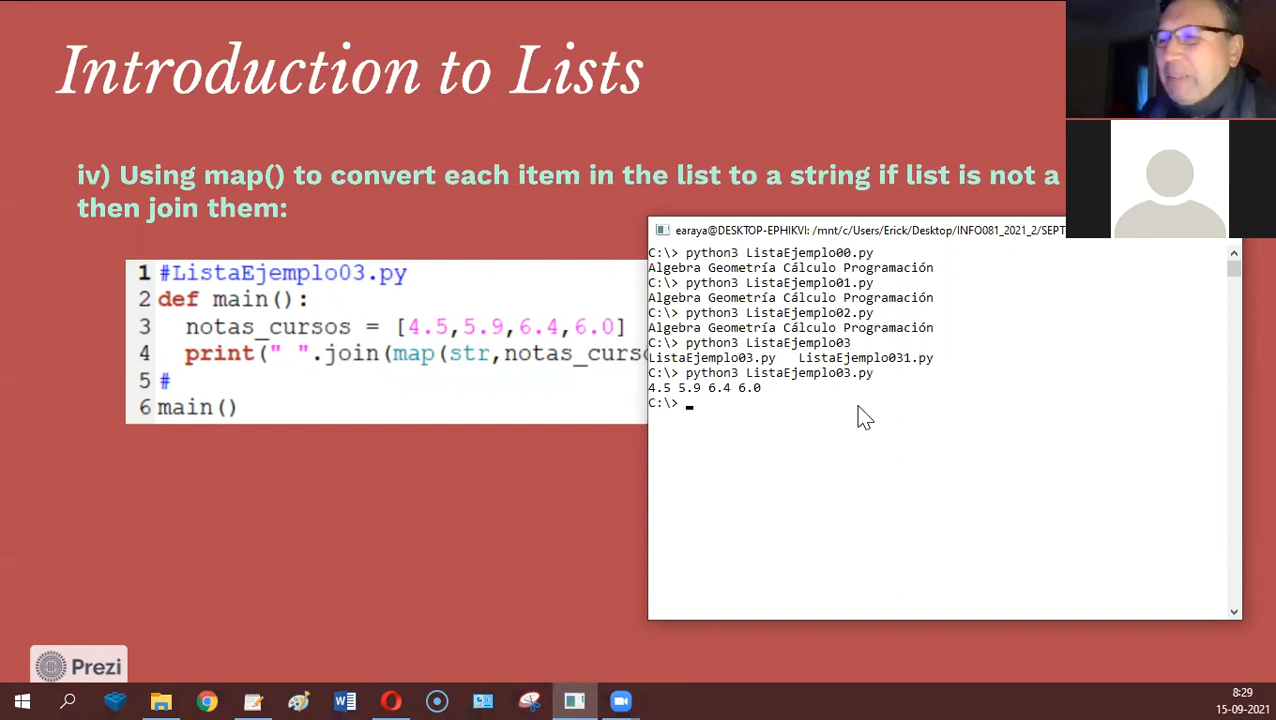 Introduction to Lists
iv) Using map() to convert each item in the list to a string if list is not a
then join them:
1 #ListaEjemplo03.py
2 def main():
3 notas_cursos = [4.5,5.9,6.4,6.0]
4 print(" ".join(map(str,notas_curs
5 #
6 main()
earaya@DESKTOP-EPHIKVI: /mnt/c/Users/Erick/Desktop/INFO081_2021_2/SEPT
C:\> python3 ListaEjemplo00.py
Algebra Geometría Cálculo Programación
C:\> python3 ListaEjemplo01.py
Algebra Geometría Cálculo Programación
C:\> python3 ListaEjemplo02.py
Algebra Geometría Cálculo Programación
C:\> python3 ListaEjemplo03
ListaEjemplo03.py ListaEjemplo031.py
C:\> python3 ListaEjemplo03.py
4.5 5.9 6.4 6.0
C:\>
Prezi
8:29
15-09-2021